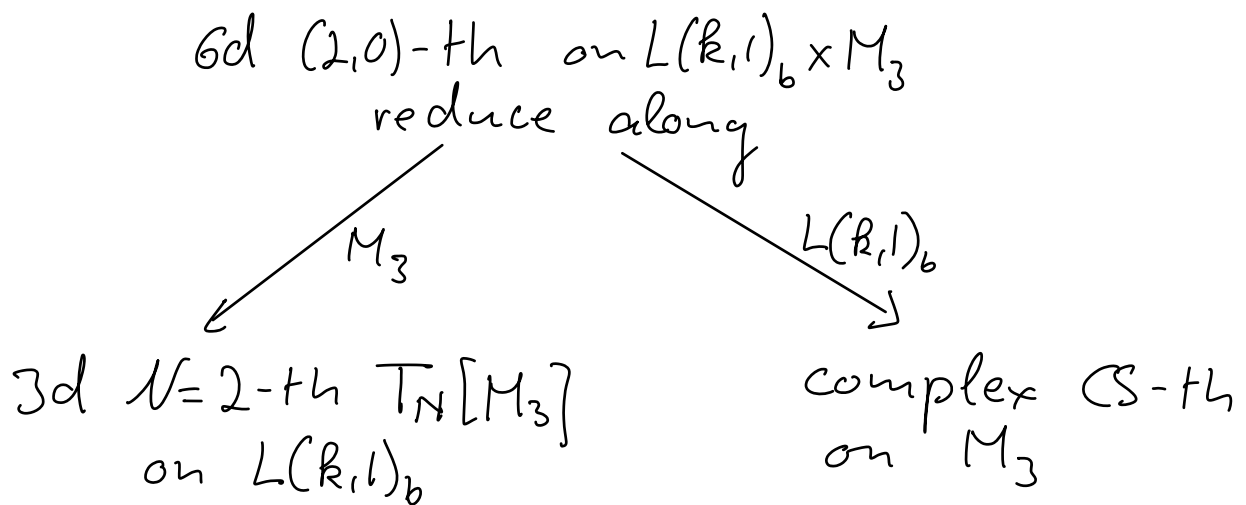 6d (2,0)-th on L(k,1)_b × M_3
reduce along
M_3
L(k,1)_b
3d N=2-th T_N[M_3]
on L(k,1)_b
complex CS-th
on M_3